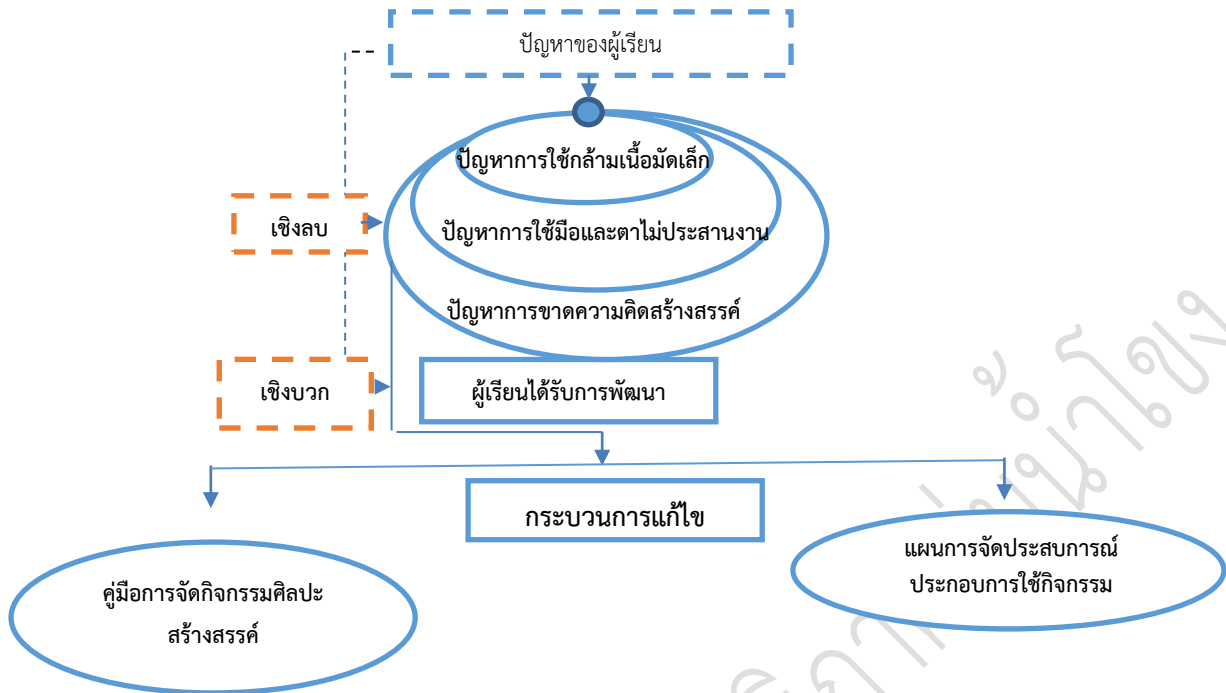 ปัญหาของผู้เรียน
ปัญหาการใช้กล้ามเนื้อมัดเล็ก
เชิงลบ
ปัญหาการใช้มือและตาไม่ประสานงาน
ปัญหาการขาดความคิดสร้างสรรค์
เชิงบวก
ผู้เรียนได้รับการพัฒนา
กระบวนการแก้ไข
แผนการจัดประสบการณ์
ประกอบการใช้กิจกรรม
คู่มือการจัดกิจกรรมศิลปะ
สร้างสรรค์